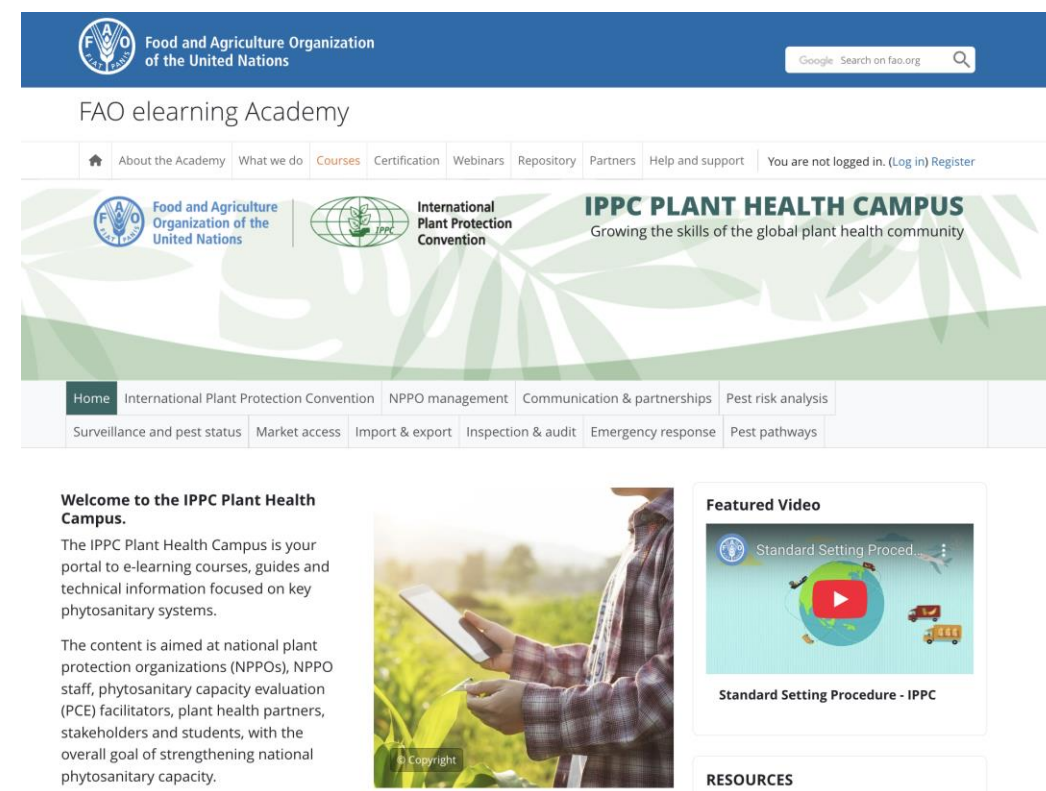 FAO
FIAT PANIS
Food and Agriculture Organization
of the United Nations
Google Search on fao.org
FAO elearning Academy
About the Academy What we do Courses Certification Webinars Repository Partners Help and support You are not logged in. (Log in) Register
FAO
FIAT PANIS
Food and Agriculture
Organization of the
United Nations
IPPC
International
Plant Protection
Convention
IPPC PLANT HEALTH CAMPUS
Growing the skills of the global plant health community
Home International Plant Protection Convention NPPO management Communication & partnerships Pest risk analysis
Surveillance and pest status Market access Import & export Inspection & audit Emergency response Pest pathways
Welcome to the IPPC Plant Health
Campus.
The IPPC Plant Health Campus is your
portal to e-learning courses, guides and
technical information focused on key
phytosanitary systems.
The content is aimed at national plant
protection organizations (NPPOs), NPPO
staff, phytosanitary capacity evaluation
(PCE) facilitators, plant health partners,
stakeholders and students, with the
overall goal of strengthening national
phytosanitary capacity.
© Copyright
Featured Video
Standard Setting Proced...
Standard Setting Procedure - IPPC
RESOURCES